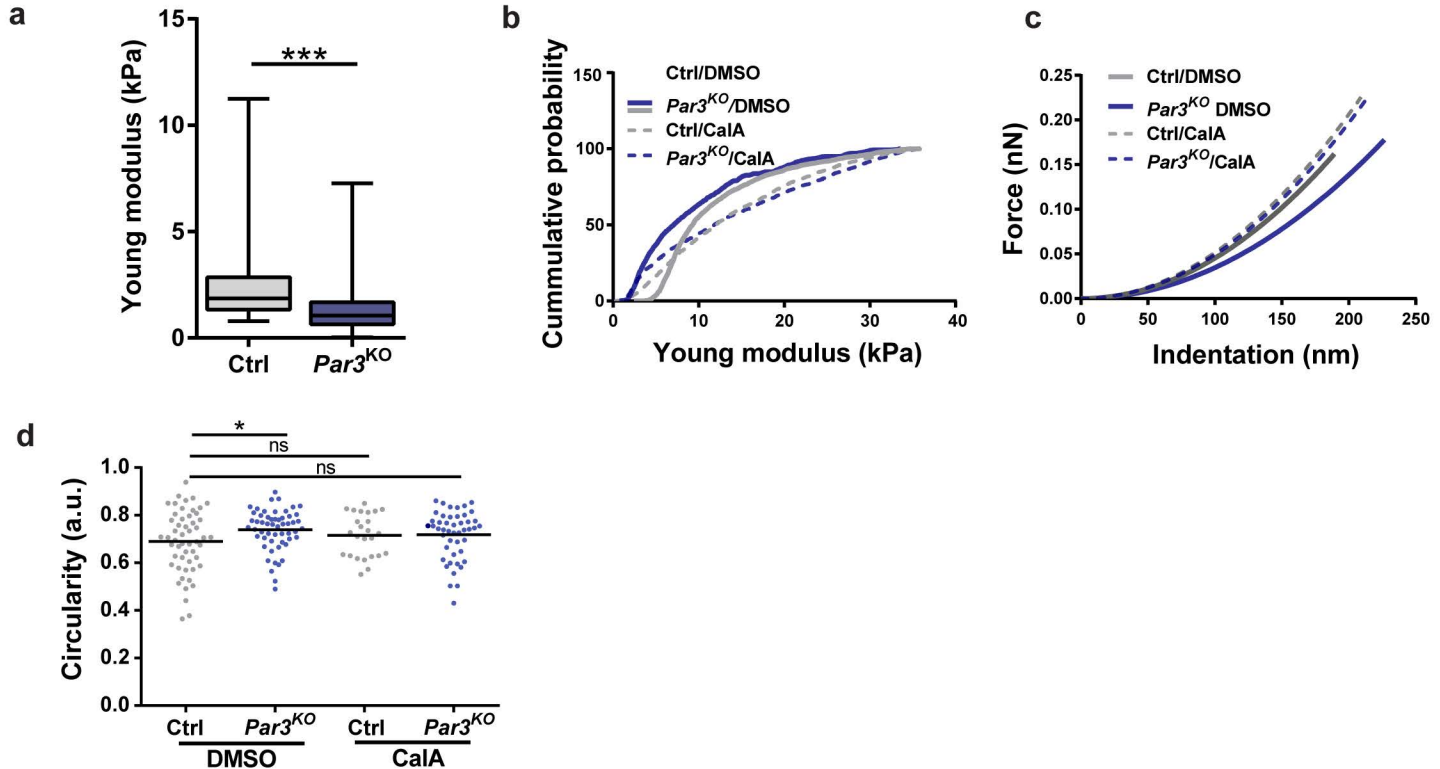 a
Young modulus (kPa)
15
10
5
0
***
Ctrl
Par3KO
b
Cummulative probability
150
100
50
0
Ctrl/DMSO
Par3KO/DMSO
Ctrl/CalA
Par3KO/CalA
0 10 20 30 40
Young modulus (kPa)
c
Force (nN)
0.25
0.20
0.15
0.10
0.05
0.00
Ctrl/DMSO
Par3KO DMSO
Ctrl/CalA
Par3KO/CalA
0 50 100 150 200 250
Indentation (nm)
d
Circularity (a.u.)
*
ns
ns
1.0
0.8
0.6
0.4
0.2
0.0
Ctrl Par3KO Ctrl Par3KO
DMSO CalA